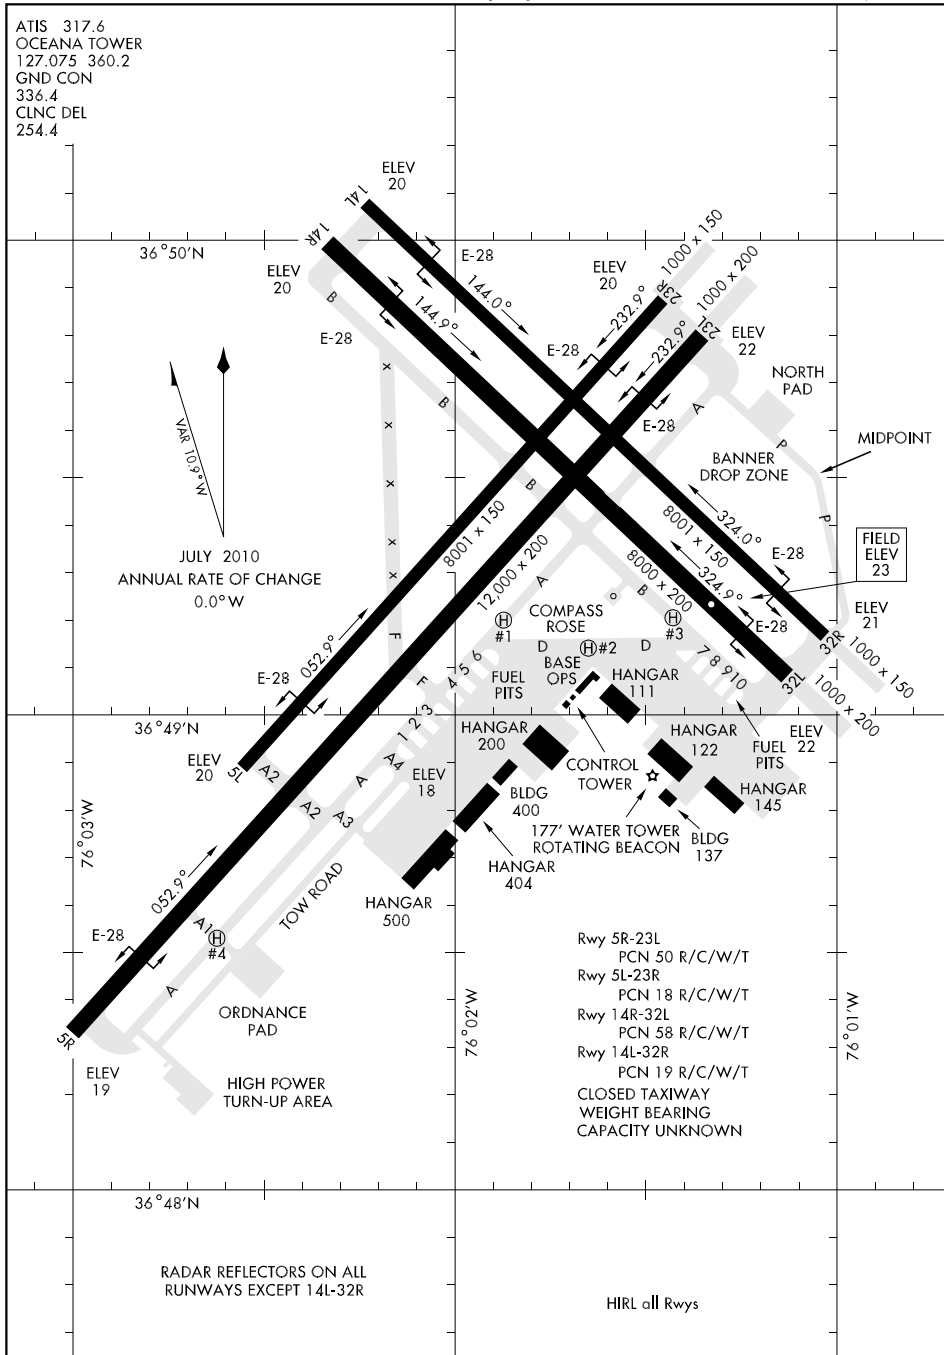 ATIS 317.6
OCEANA TOWER
127.075 360.2
GND CON
336.4
CLNC DEL
254.4
ELEV
20
14L
14R
36°50'N
ELEV
20
E-28
ELEV
20
1000 x 150
1000 x 200
23R
23L
B
144.9°
144.0°
232.9°
232.9°
ELEV
22
E-28
E-28
NORTH
PAD
x
B
A
E-28
P
MIDPOINT
VAR 10.9°W
x
BANNER
DROP ZONE
x
B
P
x
8001 x 150
324.0°
8001 x 150
JULY 2010
ANNUAL RATE OF CHANGE
0.0°W
x
x
12,000 x 200
A
8000 x 200
324.9°
E-28
FIELD
ELEV
23
COMPASS
ROSE
B
H
#1
H
#3
E-28
ELEV
21
32R
1000 x 150
052.9°
F
D
H #2
D
BASE
OPS
7 8 9 10
E-28
F
4 5 6
FUEL
PITS
HANGAR
111
32L
1000 x 200
36°49'N
1 2 3
HANGAR
200
HANGAR
122
FUEL
PITS
ELEV
22
ELEV
20
5L
A2
A
A4
ELEV
18
CONTROL
TOWER
HANGAR
145
A2
A3
BLDG
400
177' WATER TOWER
ROTATING BEACON
BLDG
137
76°03'W
HANGAR
404
052.9°
TOW ROAD
HANGAR
500
E-28
A1
H
#4
A
ORDNANCE
PAD
5R
ELEV
19
HIGH POWER
TURN-UP AREA
76°02'W
76°01'W
Rwy 5R-23L
PCN 50 R/C/W/T
Rwy 5L-23R
PCN 18 R/C/W/T
Rwy 14R-32L
PCN 58 R/C/W/T
Rwy 14L-32R
PCN 19 R/C/W/T
CLOSED TAXIWAY
WEIGHT BEARING
CAPACITY UNKNOWN
36°48'N
RADAR REFLECTORS ON ALL
RUNWAYS EXCEPT 14L-32R
HIRL all Rwys